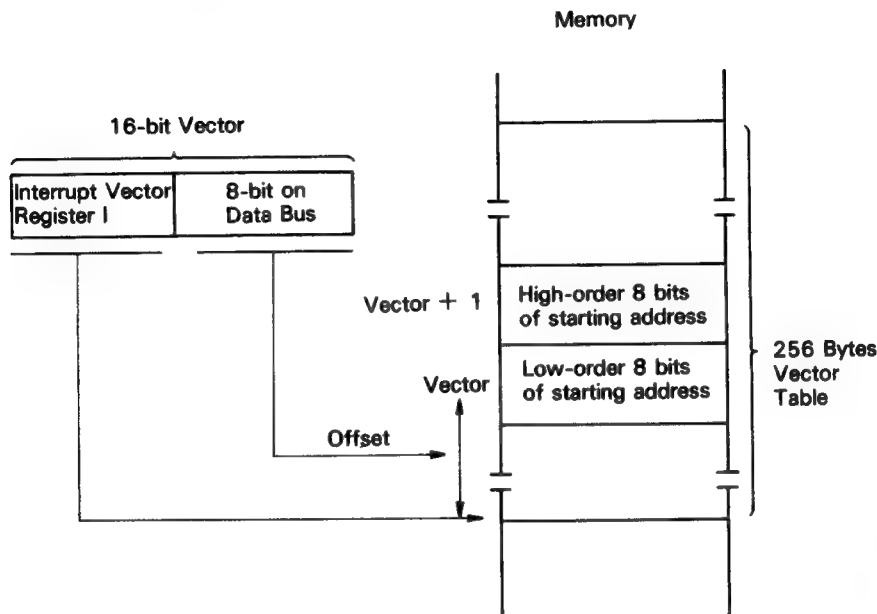 Memory
16-bit Vector
Interrupt Vector
Register I
8-bit on
Data Bus
Vector + 1
High-order 8 bits
of starting address
Vector
Low-order 8 bits
of starting address
256 Bytes
Vector
Table
Offset